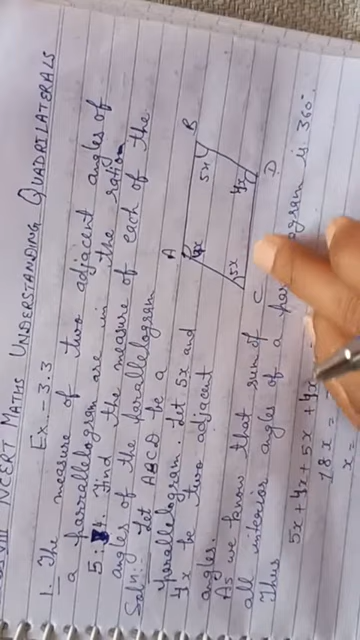 VIII NCERT MATHS UNDERSTANDING QUADRILATERALS
Ex. - 3.3
1. The measure of two adjacent angles of
a parallelogram are in the ratio
5:4. Find the measure of each of the
angles of the parallelogram
Soln:- Let ABCD be a
parallelogram. Let 5x and
4x be two adjacent
angles.
A
B
4x
5x
5x
4x
C
D
As we know that sum of
all interior angles of a is 360°
Thus
5x + 4x + 5x + 4x
18x =
x =